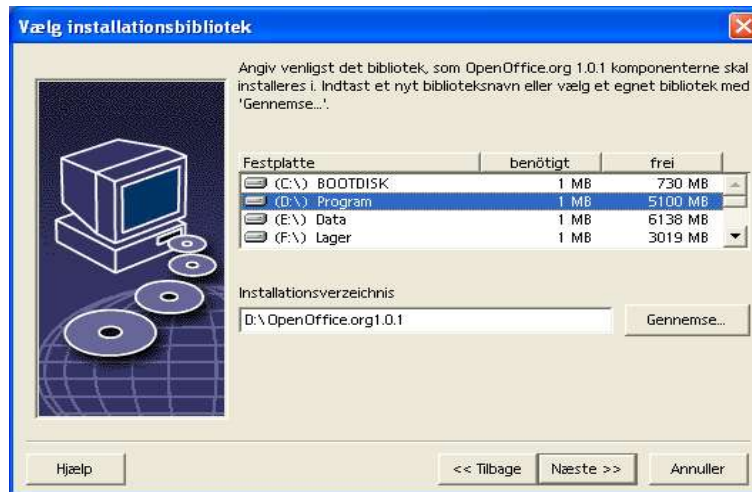 Vælg installationsbibliotek
Angiv venligst det bibliotek, som OpenOffice.org 1.0.1 komponenterne skal
installeres i. Indtast et nyt biblioteksnavn eller vælg et egnet bibliotek med
'Gennemse...'.
Festplatte benötigt frei
(C:\) BOOTDISK 1 MB 730 MB
(D:\) Program 1 MB 5100 MB
(E:\) Data 1 MB 6138 MB
(F:\) Lager 1 MB 3019 MB
Installationsverzeichnis
D:\OpenOffice.org1.0.1 Gennemse...
Hjælp << Tilbage Næste >> Annuller